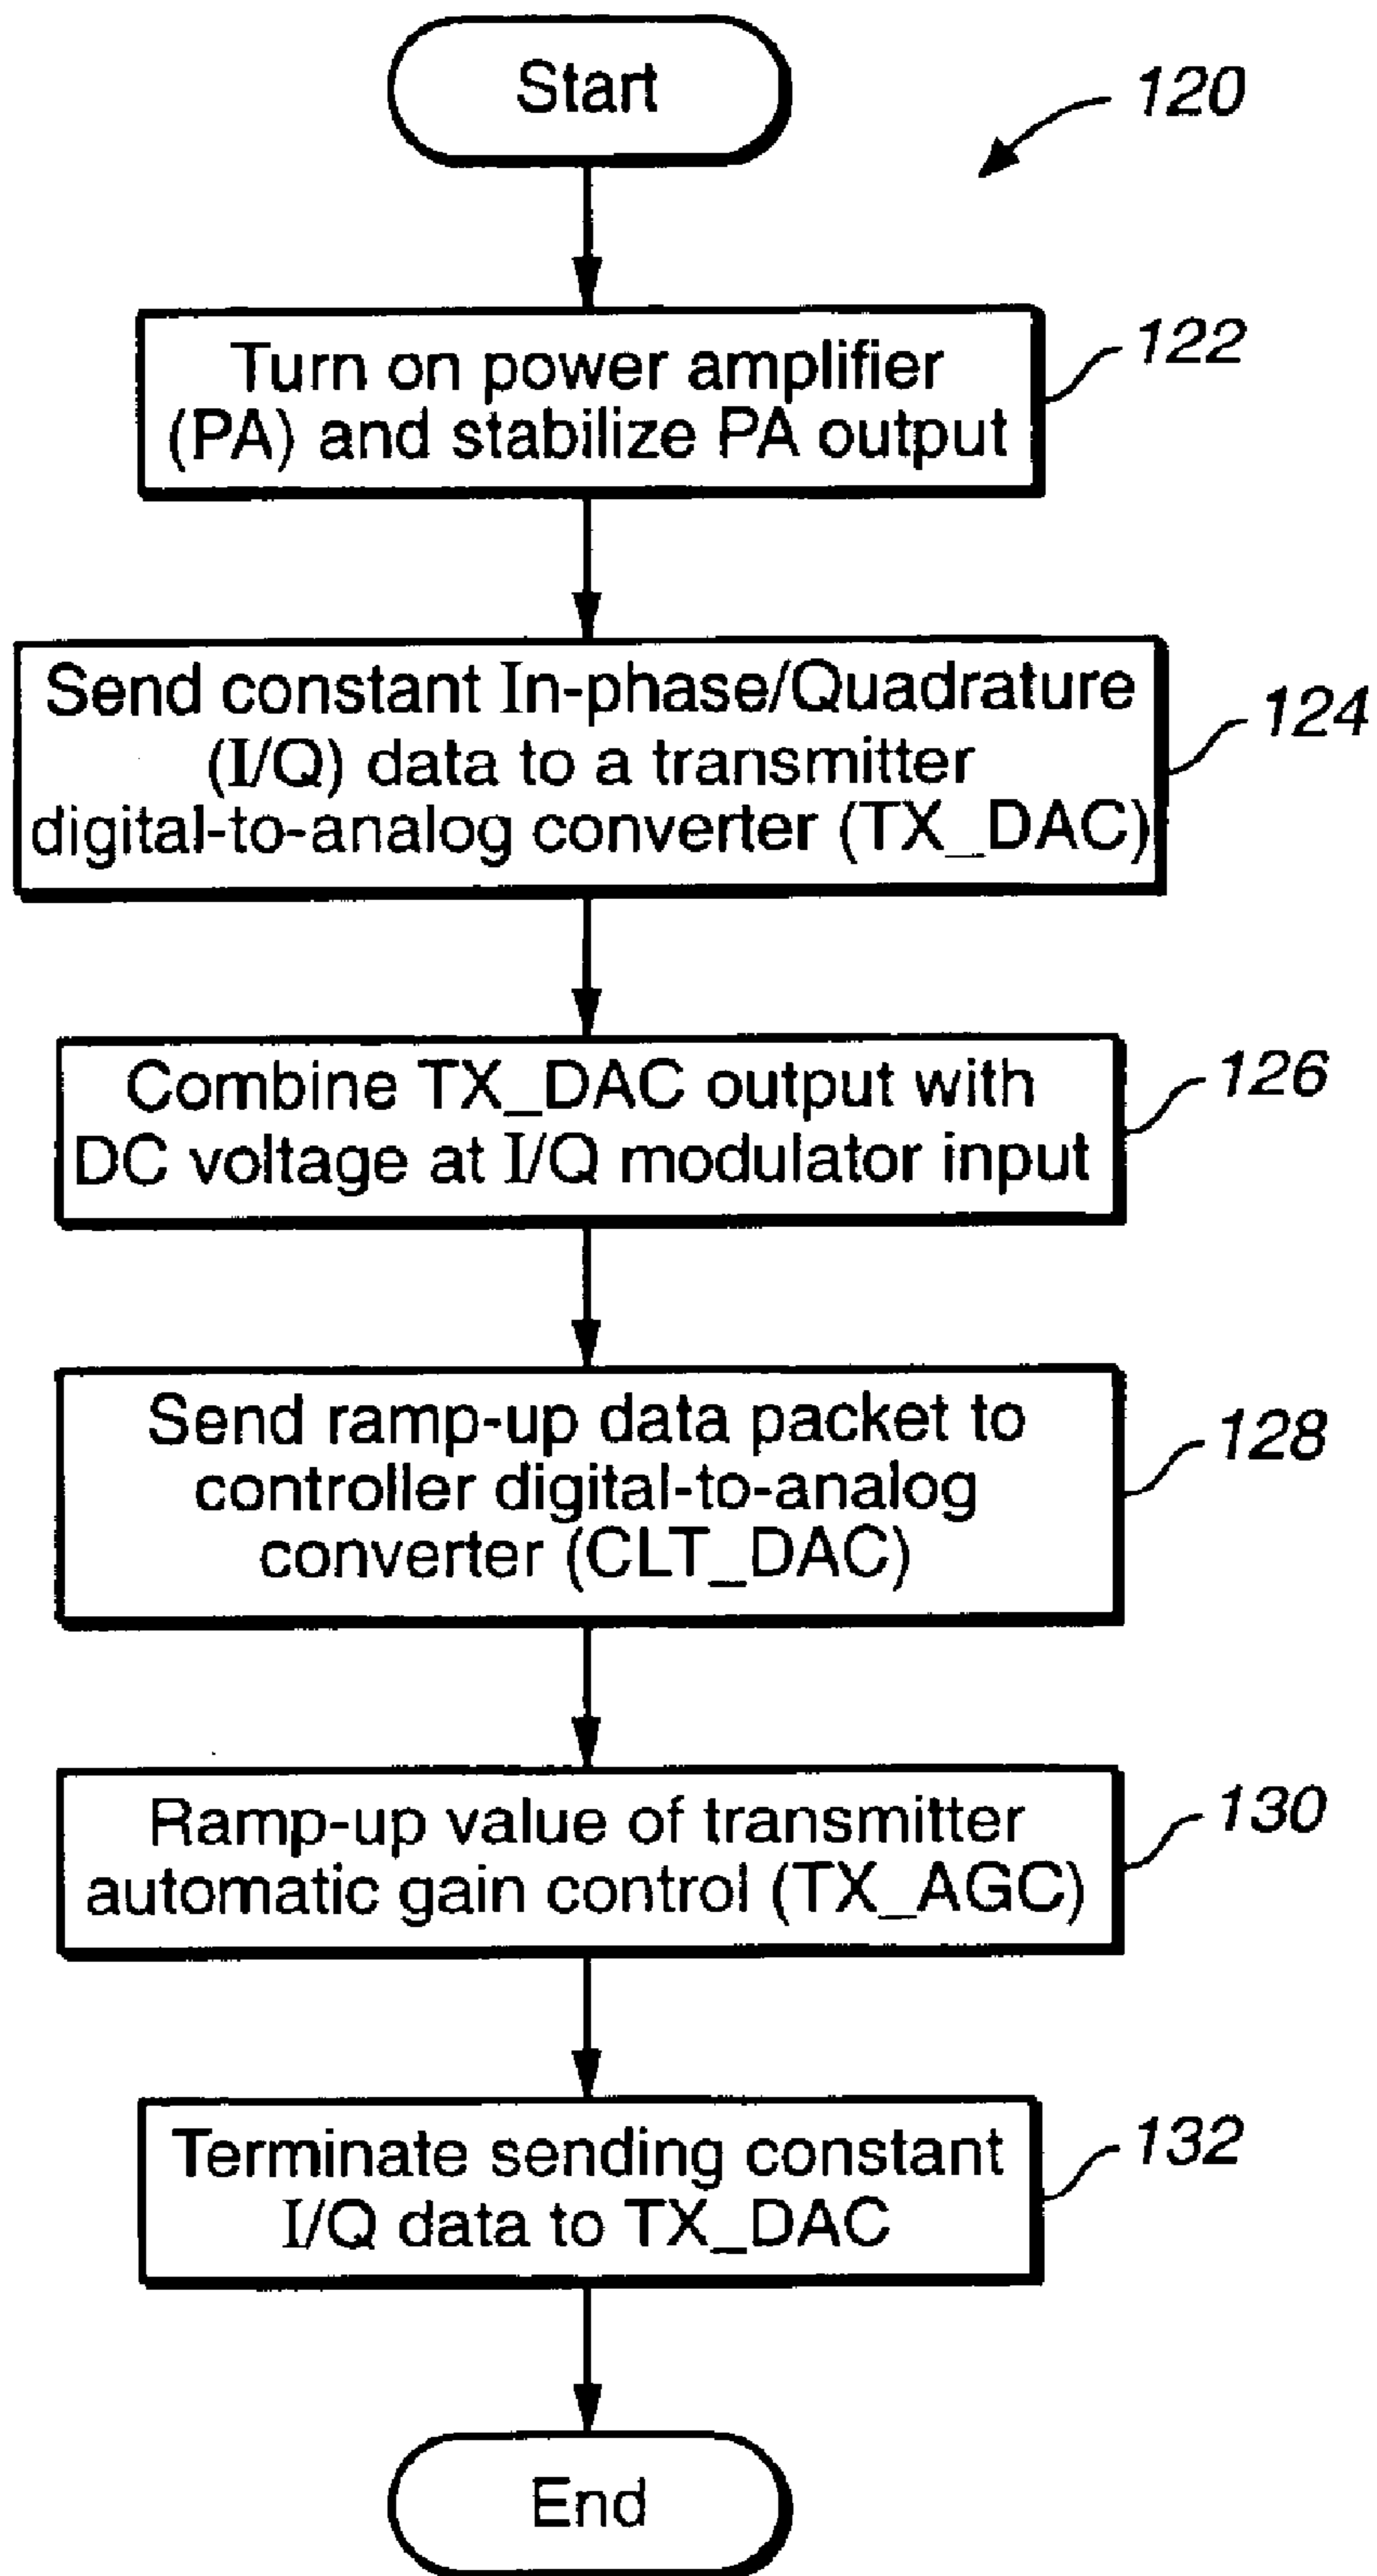 Start
120
Turn on power amplifier
(PA) and stabilize PA output
122
Send constant In-phase/Quadrature
(I/Q) data to a transmitter
digital-to-analog converter (TX_DAC)
124
Combine TX_DAC output with
DC voltage at I/Q modulator input
126
Send ramp-up data packet to
controller digital-to-analog
converter (CLT_DAC)
128
Ramp-up value of transmitter
automatic gain control (TX_AGC)
130
Terminate sending constant
I/Q data to TX_DAC
132
End